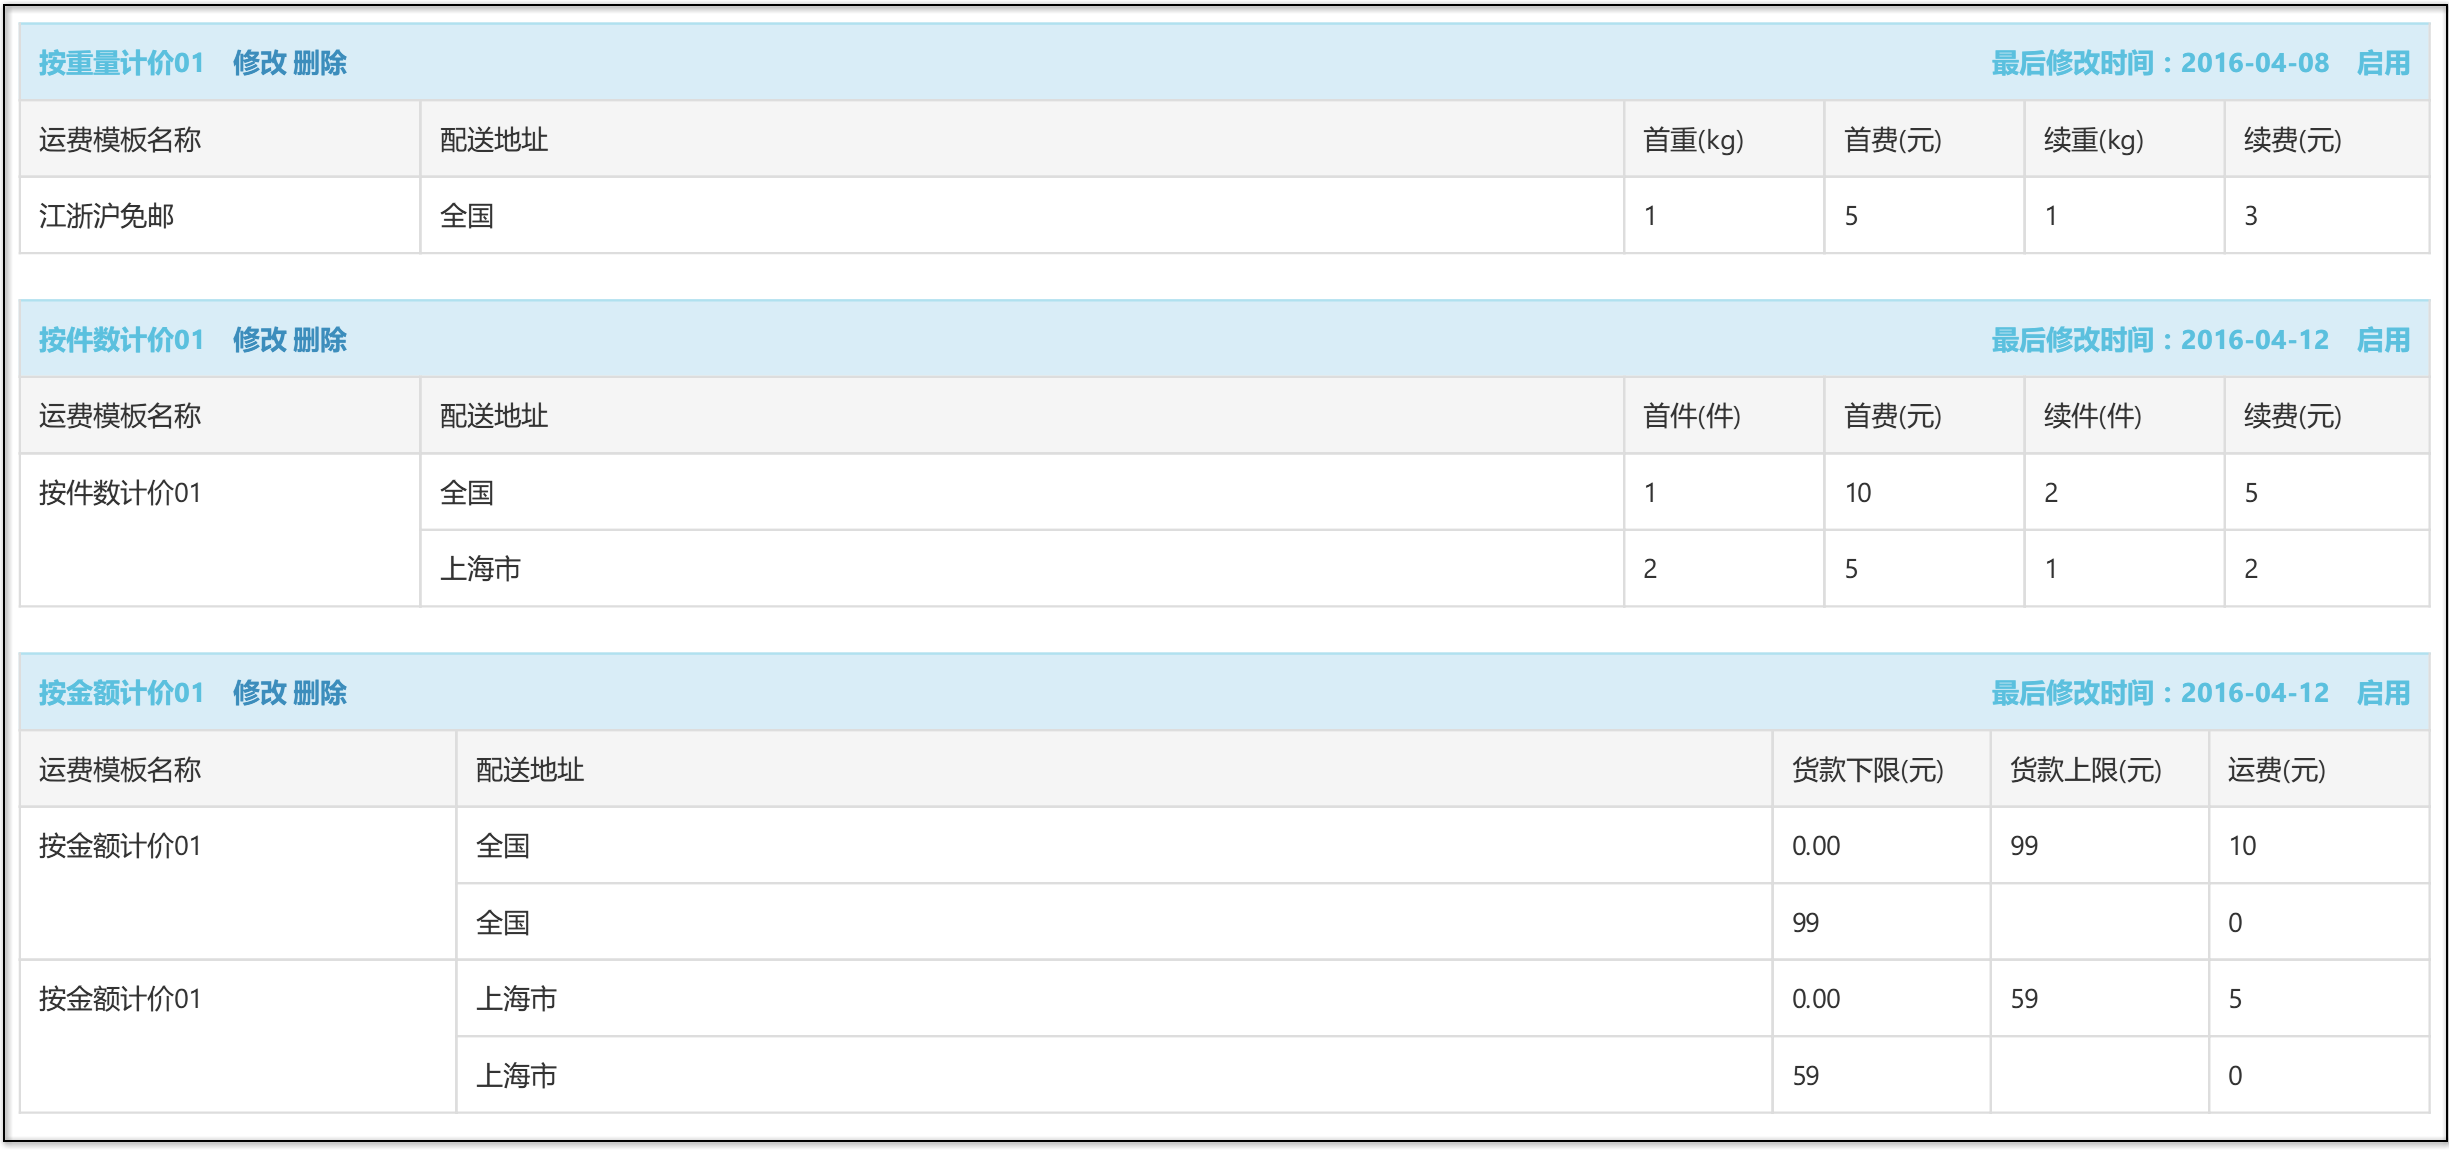 按重量计价01 修改 删除 最后修改时间：2016-04-08 启用
运费模板名称 配送地址 首重(kg) 首费(元) 续重(kg) 续费(元)
江浙沪免邮 全国 1 5 1 3
按件数计价01 修改 删除 最后修改时间：2016-04-12 启用
运费模板名称 配送地址 首件(件) 首费(元) 续件(件) 续费(元)
按件数计价01 全国 1 10 2 5
上海市 2 5 1 2
按金额计价01 修改 删除 最后修改时间：2016-04-12 启用
运费模板名称 配送地址 货款下限(元) 货款上限(元) 运费(元)
按金额计价01 全国 0.00 99 10
全国 99 0
按金额计价01 上海市 0.00 59 5
上海市 59 0